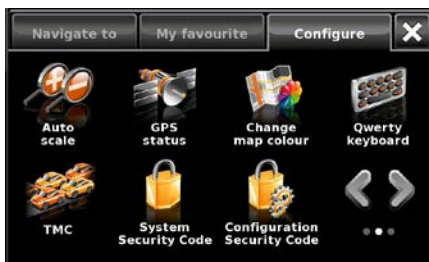 Navigate to
My favourite
Configure
Auto
scale
GPS
status
Change
map colour
Qwerty
keyboard
TMC
System
Security Code
Configuration
Security Code